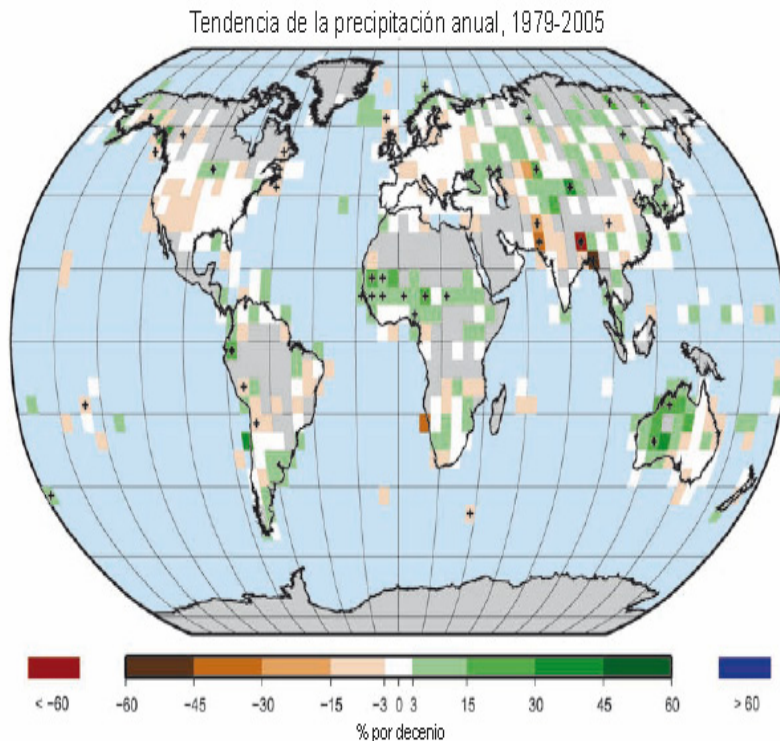 Tendencia de la precipitación anual, 1979-2005
< -60 -60 -45 -30 -15 -3 0 3 15 30 45 60 > 60
% por decenio